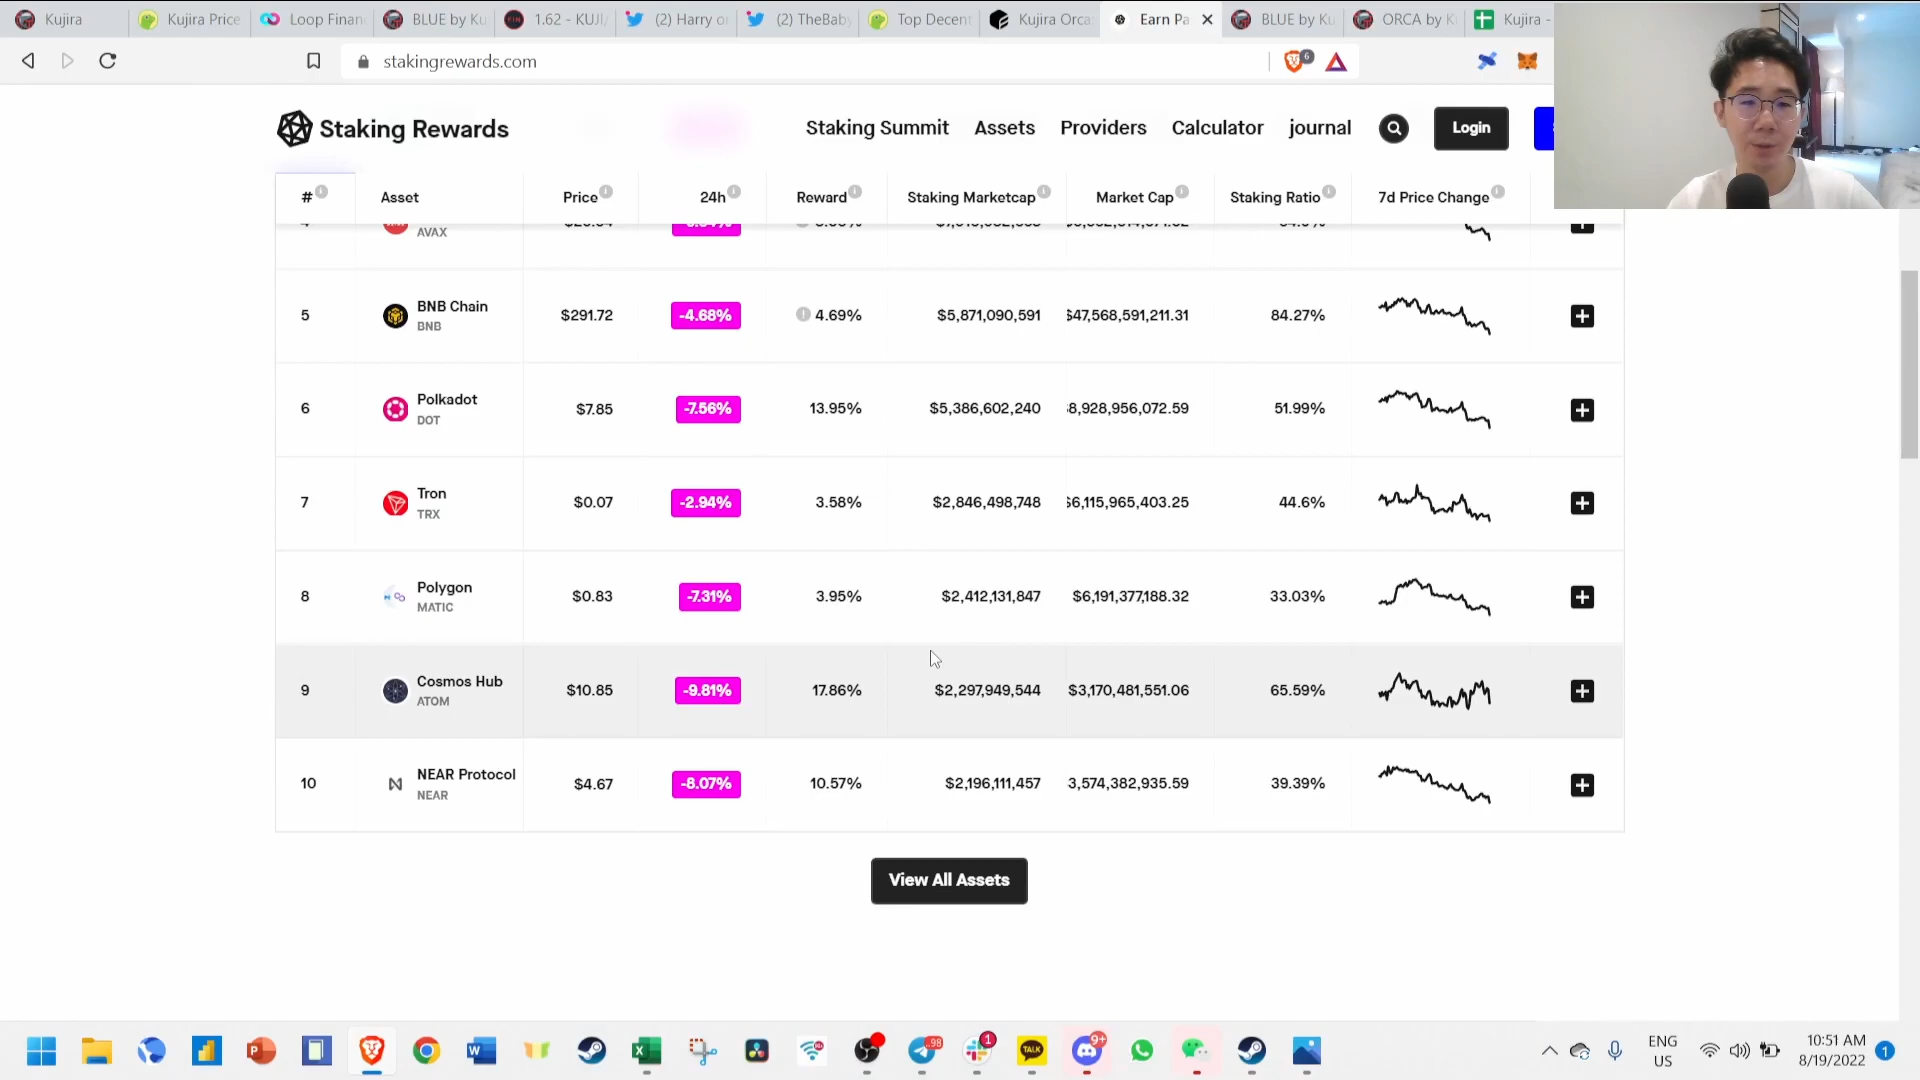 Kujira
Kujira Price
Loop Finan
BLUE by Ku
1.62 - KUJI/
(2) Harry o
(2) TheBaby
Top Decent
Kujira Orca
Earn Pa
BLUE by Ku
ORCA by K
Kujira -
stakingrewards.com
6
Staking Rewards
Staking Summit
Assets
Providers
Calculator
journal
Login
#
Asset
Price
24h
Reward
Staking Marketcap
Market Cap
Staking Ratio
7d Price Change
AVAX
5
BNB Chain
BNB
$291.72
-4.68%
4.69%
$5,871,090,591
$47,568,591,211.31
84.27%
6
Polkadot
DOT
$7.85
-7.56%
13.95%
$5,386,602,240
8,928,956,072.59
51.99%
7
Tron
TRX
$0.07
-2.94%
3.58%
$2,846,498,748
$6,115,965,403.25
44.6%
8
Polygon
MATIC
$0.83
-7.31%
3.95%
$2,412,131,847
$6,191,377,188.32
33.03%
9
Cosmos Hub
ATOM
$10.85
-9.81%
17.86%
$2,297,949,544
$3,170,481,551.06
65.59%
10
NEAR Protocol
NEAR
$4.67
-8.07%
10.57%
$2,196,111,457
3,574,382,935.59
39.39%
View All Assets
98
1
TALK
9+
ENG
US
10:51 AM
8/19/2022
1